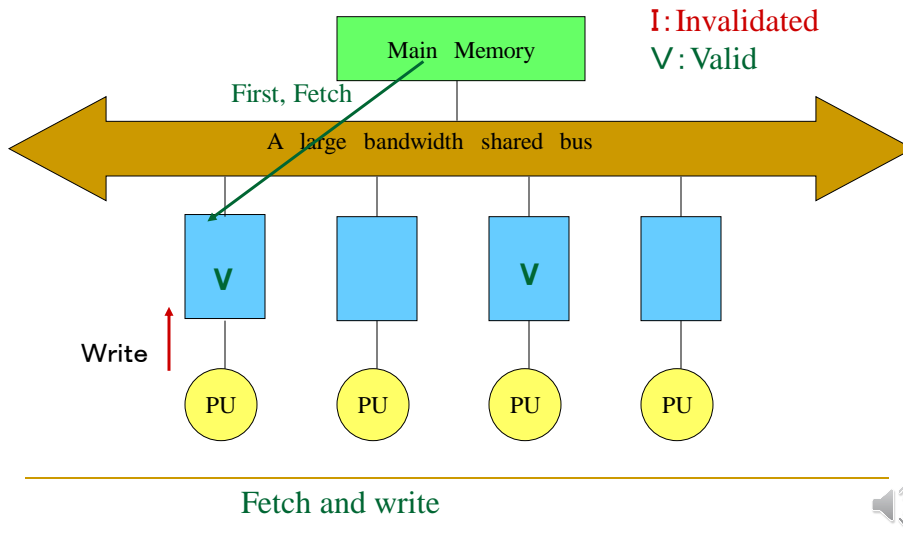 I:Invalidated
V:Valid
Main Memory
First, Fetch
A large bandwidth shared bus
V
V
Write
PU
PU
PU
PU
Fetch and write